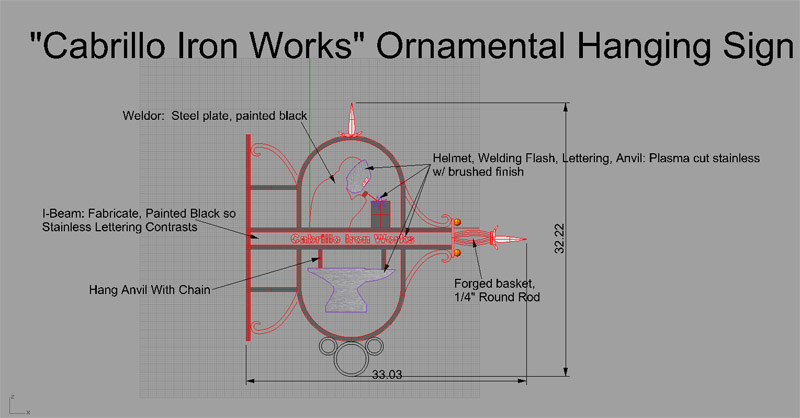 "Cabrillo Iron Works" Ornamental Hanging Sign
Weldor: Steel plate, painted black
Helmet, Welding Flash, Lettering, Anvil: Plasma cut stainless
w/ brushed finish
I-Beam: Fabricate, Painted Black so
Stainless Lettering Contrasts
Cabrillo Iron Works
32.22
Hang Anvil With Chain
Forged basket,
1/4" Round Rod
33.03
z
x